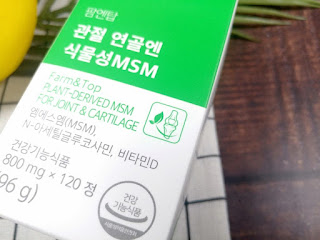 팜엔탑
관절 연골엔
식물성MSM
Farm&Top
PLANT-DERIVED MSM
FOR JOINT & CARTILAGE
엠에스엠(MSM),
N-아세틸글루코사민, 비타민D
건강기능식품
800 mg × 120 정
96 g)
건강
기능식품